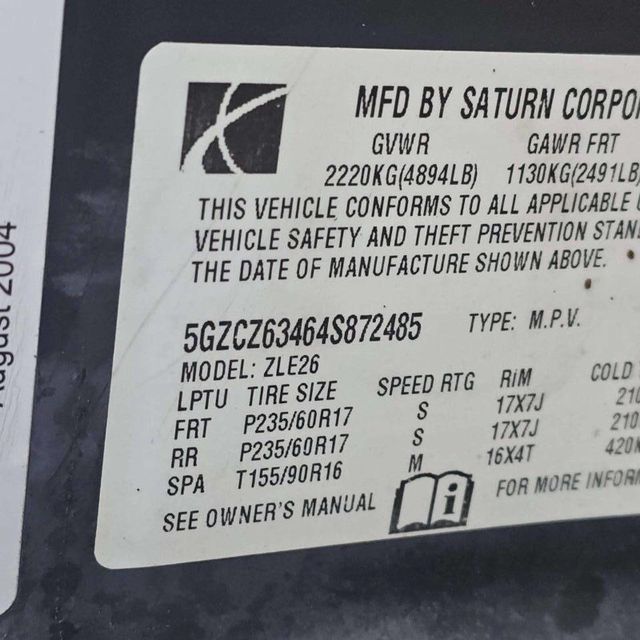 August 2004
MFD BY SATURN
GVWR GAWR FRT
2220KG(4894LB) 1130KG(2491LB)
THIS VEHICLE CONFORMS TO ALL APPLICABLE
VEHICLE SAFETY AND THEFT PREVENTION
THE DATE OF MANUFACTURE SHOWN ABOVE.
5GZCZ63464S872485 TYPE: M.P.V.
MODEL: ZLE26
LPTU TIRE SIZE SPEED RTG RiM COLD
FRT P235/60R17 S 17X7J
RR P235/60R17 S 17X7J
SPA T155/90R16 M 16X4T
SEE OWNER'S MANUAL i FOR MORE